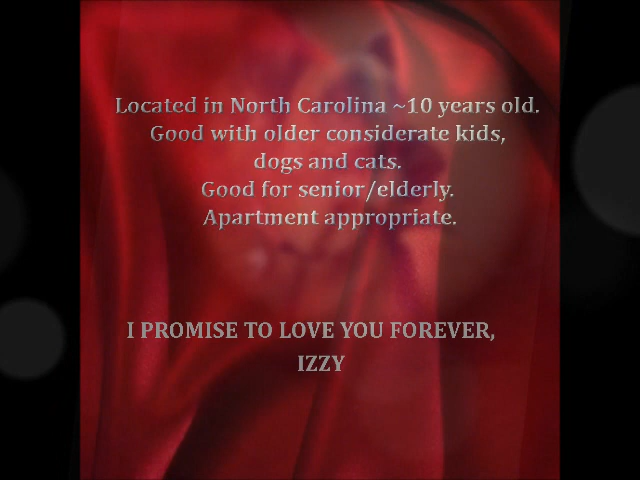 Located in North Carolina ~10 years old.
Good with older considerate kids,
dogs and cats.
Good for senior/elderly.
Apartment appropriate.
I PROMISE TO LOVE YOU FOREVER,
IZZY